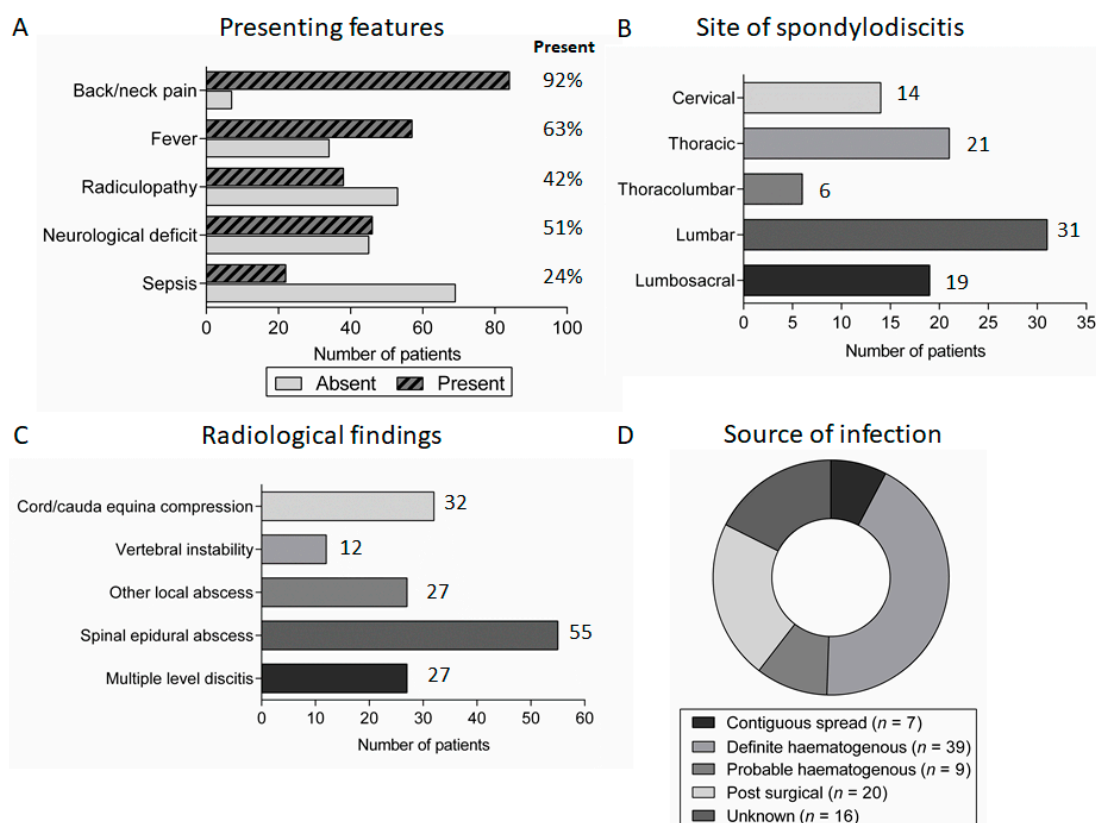 A
Presenting features
Present
Back/neck pain
92%
Fever
63%
Radiculopathy
42%
Neurological deficit
51%
Sepsis
24%
0 20 40 60 80 100
Number of patients
Absent Present
B
Site of spondylodiscitis
Cervical
14
Thoracic
21
Thoracolumbar
6
Lumbar
31
Lumbosacral
19
0 5 10 15 20 25 30 35
Number of patients
C
Radiological findings
Cord/cauda equina compression
32
Vertebral instability
12
Other local abscess
27
Spinal epidural abscess
55
Multiple level discitis
27
0 10 20 30 40 50 60
Number of patients
D
Source of infection
Contiguous spread (n = 7)
Definite haematogenous (n = 39)
Probable haematogenous (n = 9)
Post surgical (n = 20)
Unknown (n = 16)